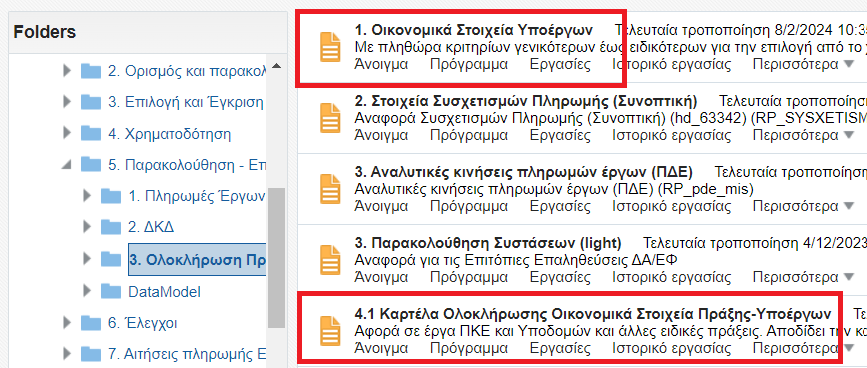 Folders
2. Ορισμός και παρακολ
3. Επιλογή και Έγκριση
4. Χρηματοδότηση
5. Παρακολούθηση - Επ
1. Πληρωμές Έργων
2. ΔΚΔ
3. Ολοκλήρωση Πρ
DataModel
6. Έλεγχοι
7. Αιτήσεις πληρωμής Ε
1. Οικονομικά Στοιχεία Υποέργων Τελευταία τροποποίηση 8/2/2024 10:35
Με πληθώρα κριτηρίων γενικότερων έως ειδικότερων για την επιλογή από το
Άνοιγμα Πρόγραμμα Εργασίες Ιστορικό εργασίας Περισσότερα
2. Στοιχεία Συσχετισμών Πληρωμής (Συνοπτική) Τελευταία τροποποίηση
Αναφορά Συσχετισμών Πληρωμής (Συνοπτική) (hd_63342) (RP_SYSXETISM
Άνοιγμα Πρόγραμμα Εργασίες Ιστορικό εργασίας Περισσότερα
3. Αναλυτικές κινήσεις πληρωμών έργων (ΠΔΕ) Τελευταία τροποποίηση
Αναλυτικές κινήσεις πληρωμών έργων (ΠΔΕ) (RP_pde_mis)
Άνοιγμα Πρόγραμμα Εργασίες Ιστορικό εργασίας Περισσότερα
3. Παρακολούθηση Συστάσεων (light) Τελευταία τροποποίηση 4/12/2023
Αναφορά για τις Επιτόπιες Επαληθεύσεις ΔΑ/ΕΦ
Άνοιγμα Πρόγραμμα Εργασίες Ιστορικό εργασίας Περισσότερα
4.1 Καρτέλα Ολοκλήρωσης Οικονομικά Στοιχεία Πράξης-Υποέργων Τε
Αφορά σε έργα ΠΚΕ και Υποδομών και άλλες ειδικές πράξεις. Αποδίδει την κα
Άνοιγμα Πρόγραμμα Εργασίες Ιστορικό εργασίας Περισσότερα